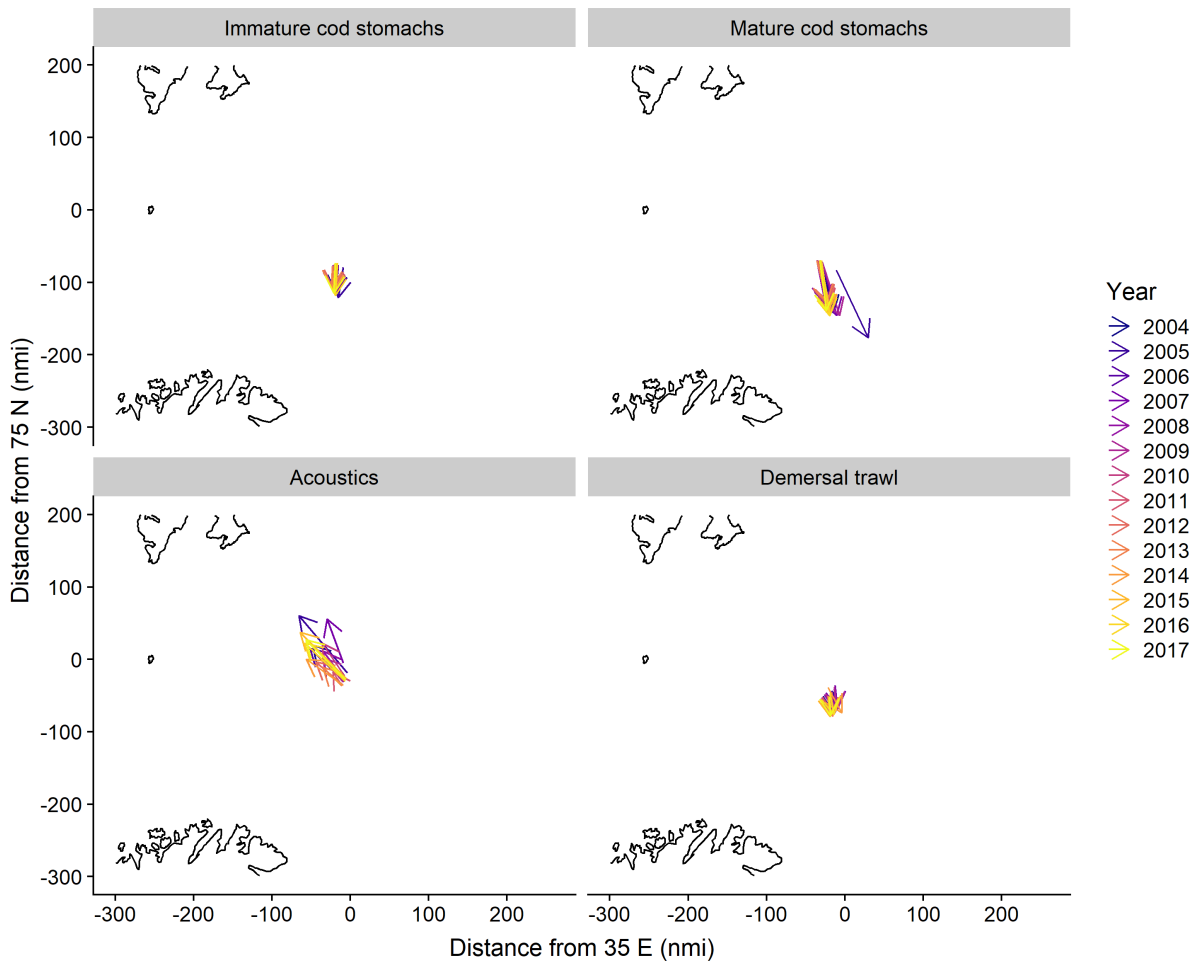 Immature cod stomachs
Mature cod stomachs
200
100
0
-100
-200
-300
Acoustics
Demersal trawl
200
100
0
-100
-200
-300
-300 -200 -100 0 100 200
-300 -200 -100 0 100 200
Distance from 35 E (nmi)
Distance from 75 N (nmi)
Year
2004
2005
2006
2007
2008
2009
2010
2011
2012
2013
2014
2015
2016
2017